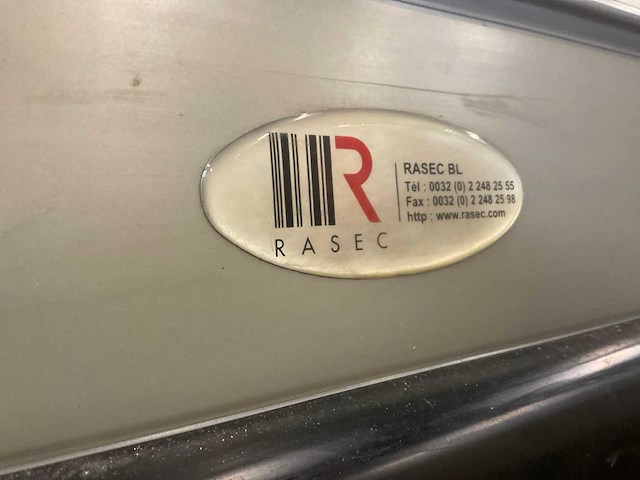 R
RASEC
RASEC BL
Tél : 0032 (0) 2 248 25 55
Fax : 0032 (0) 2 248 25 98
http : www.rasec.com